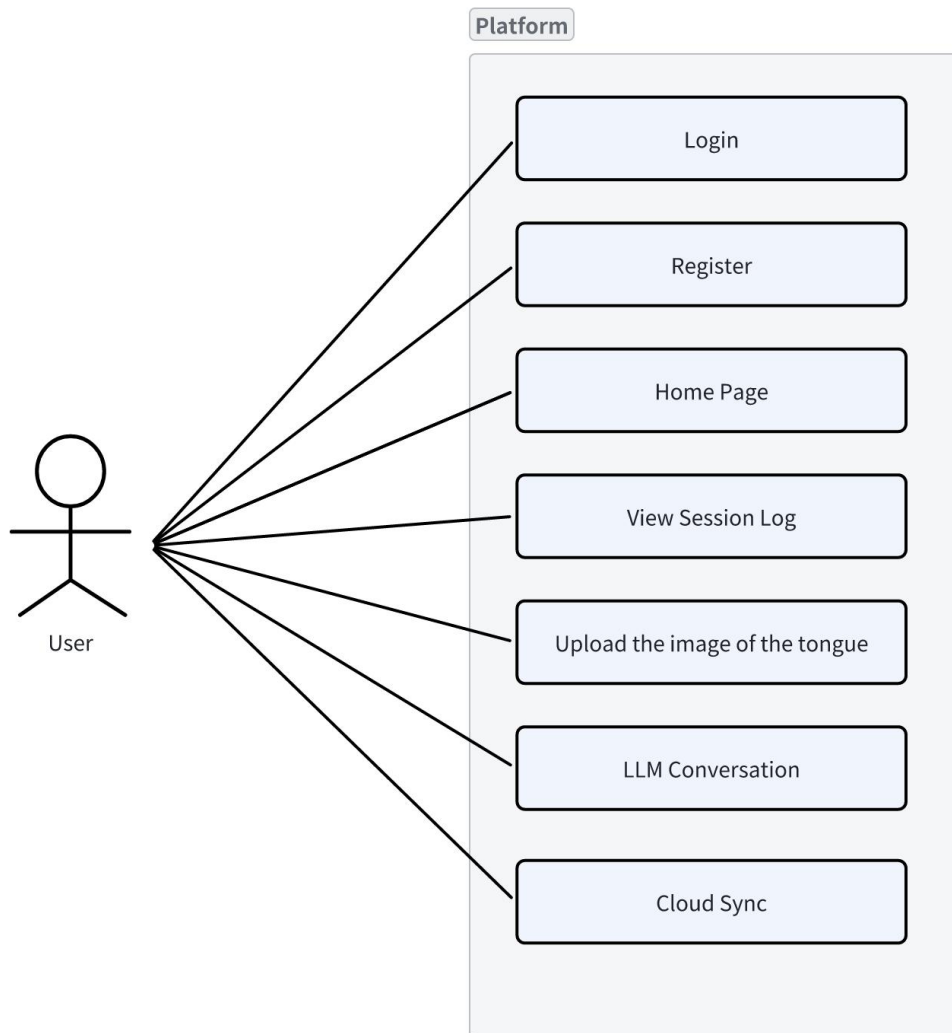 Platform
Login
Register
Home Page
View Session Log
Upload the image of the tongue
LLM Conversation
Cloud Sync
User